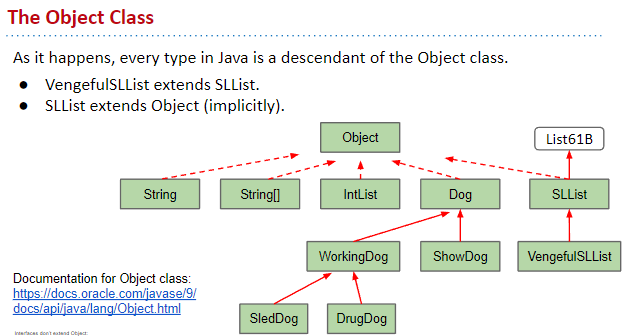 The Object Class
As it happens, every type in Java is a descendant of the Object class.
● VengefulSLList extends SLList.
● SLList extends Object (implicitly).
Object
List61B
String
String[]
IntList
Dog
SLList
WorkingDog
ShowDog
VengefulSLList
Documentation for Object class:
https://docs.oracle.com/javase/9/
docs/api/java/lang/Object.html
SledDog
DrugDog
Interfaces don't extend Object: